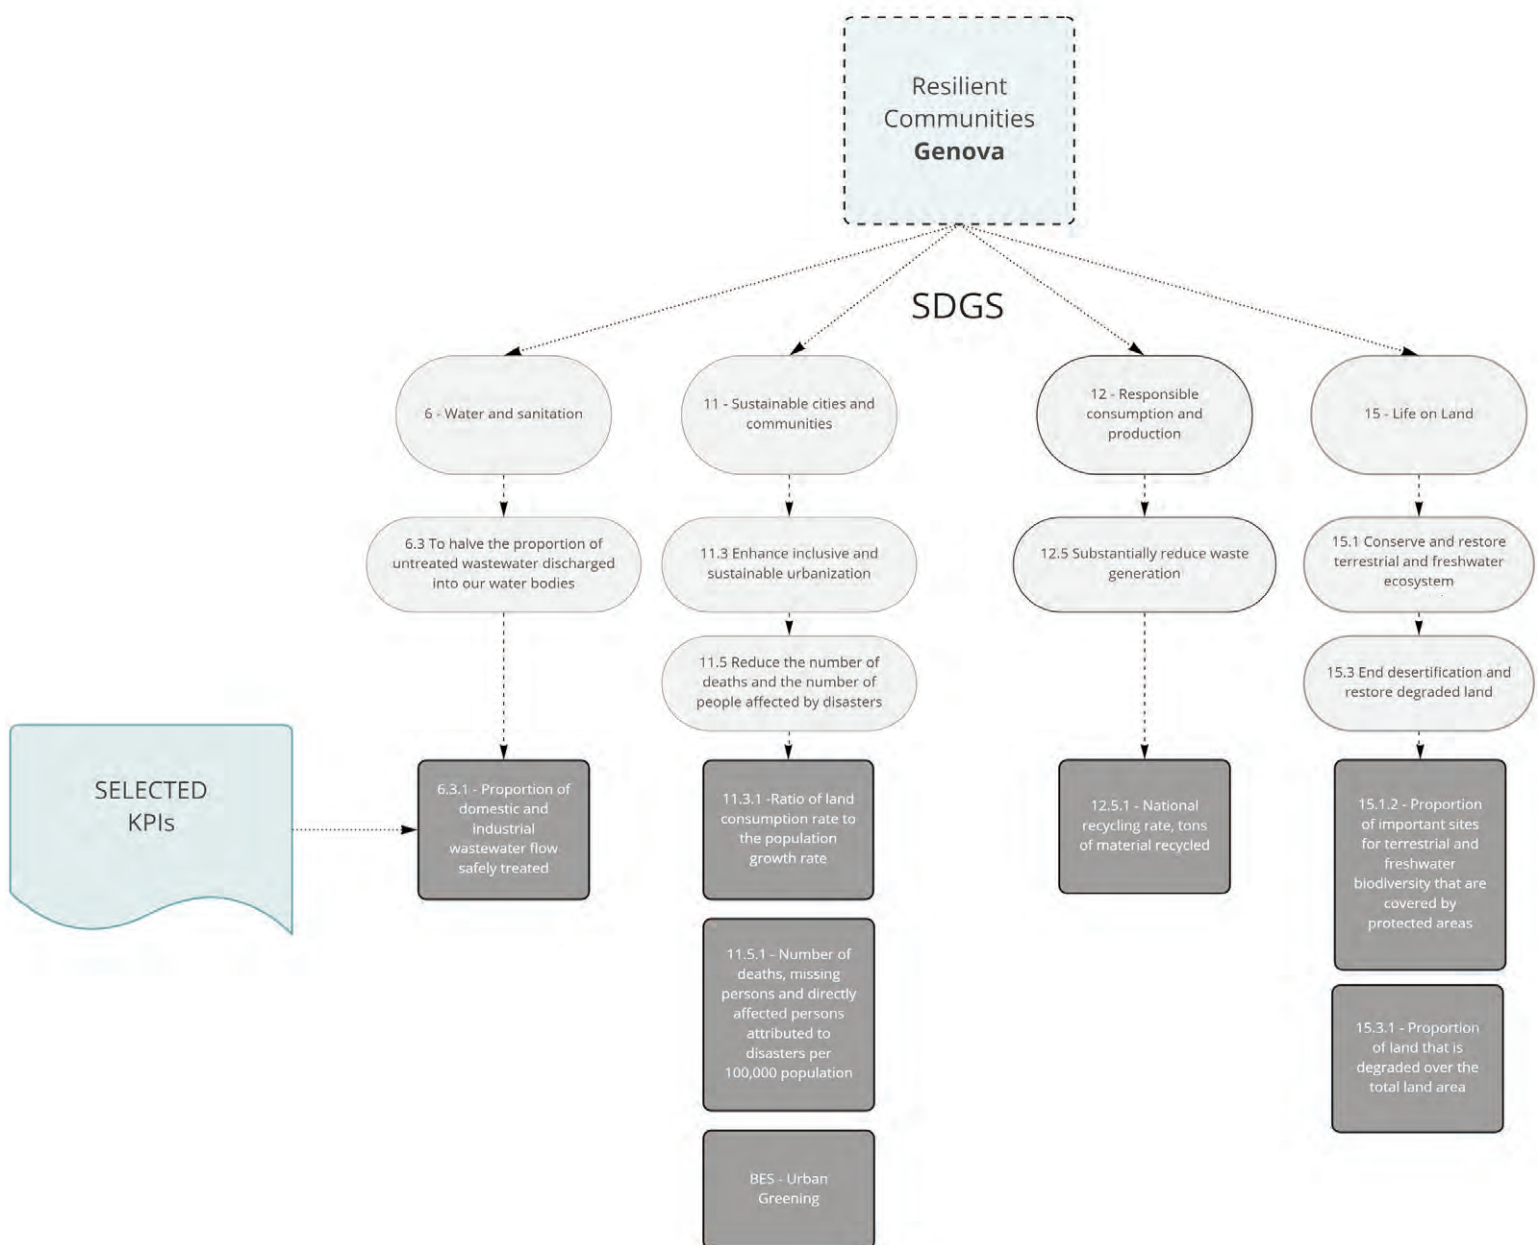 Resilient
Communities
Genova
SDGS
6 - Water and sanitation
11 - Sustainable cities and
communities
12 - Responsible
consumption and
production
15 - Life on Land
6.3 To halve the proportion of
untreated wastewater discharged
into our water bodies
11.3 Enhance inclusive and
sustainable urbanization
12.5 Substantially reduce waste
generation
15.1 Conserve and restore
terrestrial and freshwater
ecosystem
11.5 Reduce the number of
deaths and the number of
people affected by disasters
15.3 End desertification and
restore degraded land
SELECTED
KPIs
6.3.1 - Proportion of
domestic and
industrial
wastewater flow
safely treated
11.3.1 -Ratio of land
consumption rate to
the population
growth rate
12.5.1 - National
recycling rate, tons
of material recycled
15.1.2 - Proportion
of important sites
for terrestrial and
freshwater
biodiversity that are
covered by
protected areas
11.5.1 - Number of
deaths, missing
persons and directly
affected persons
attributed to
disasters per
100,000 population
15.3.1 - Proportion
of land that is
degraded over the
total land area
BES - Urban
Greening